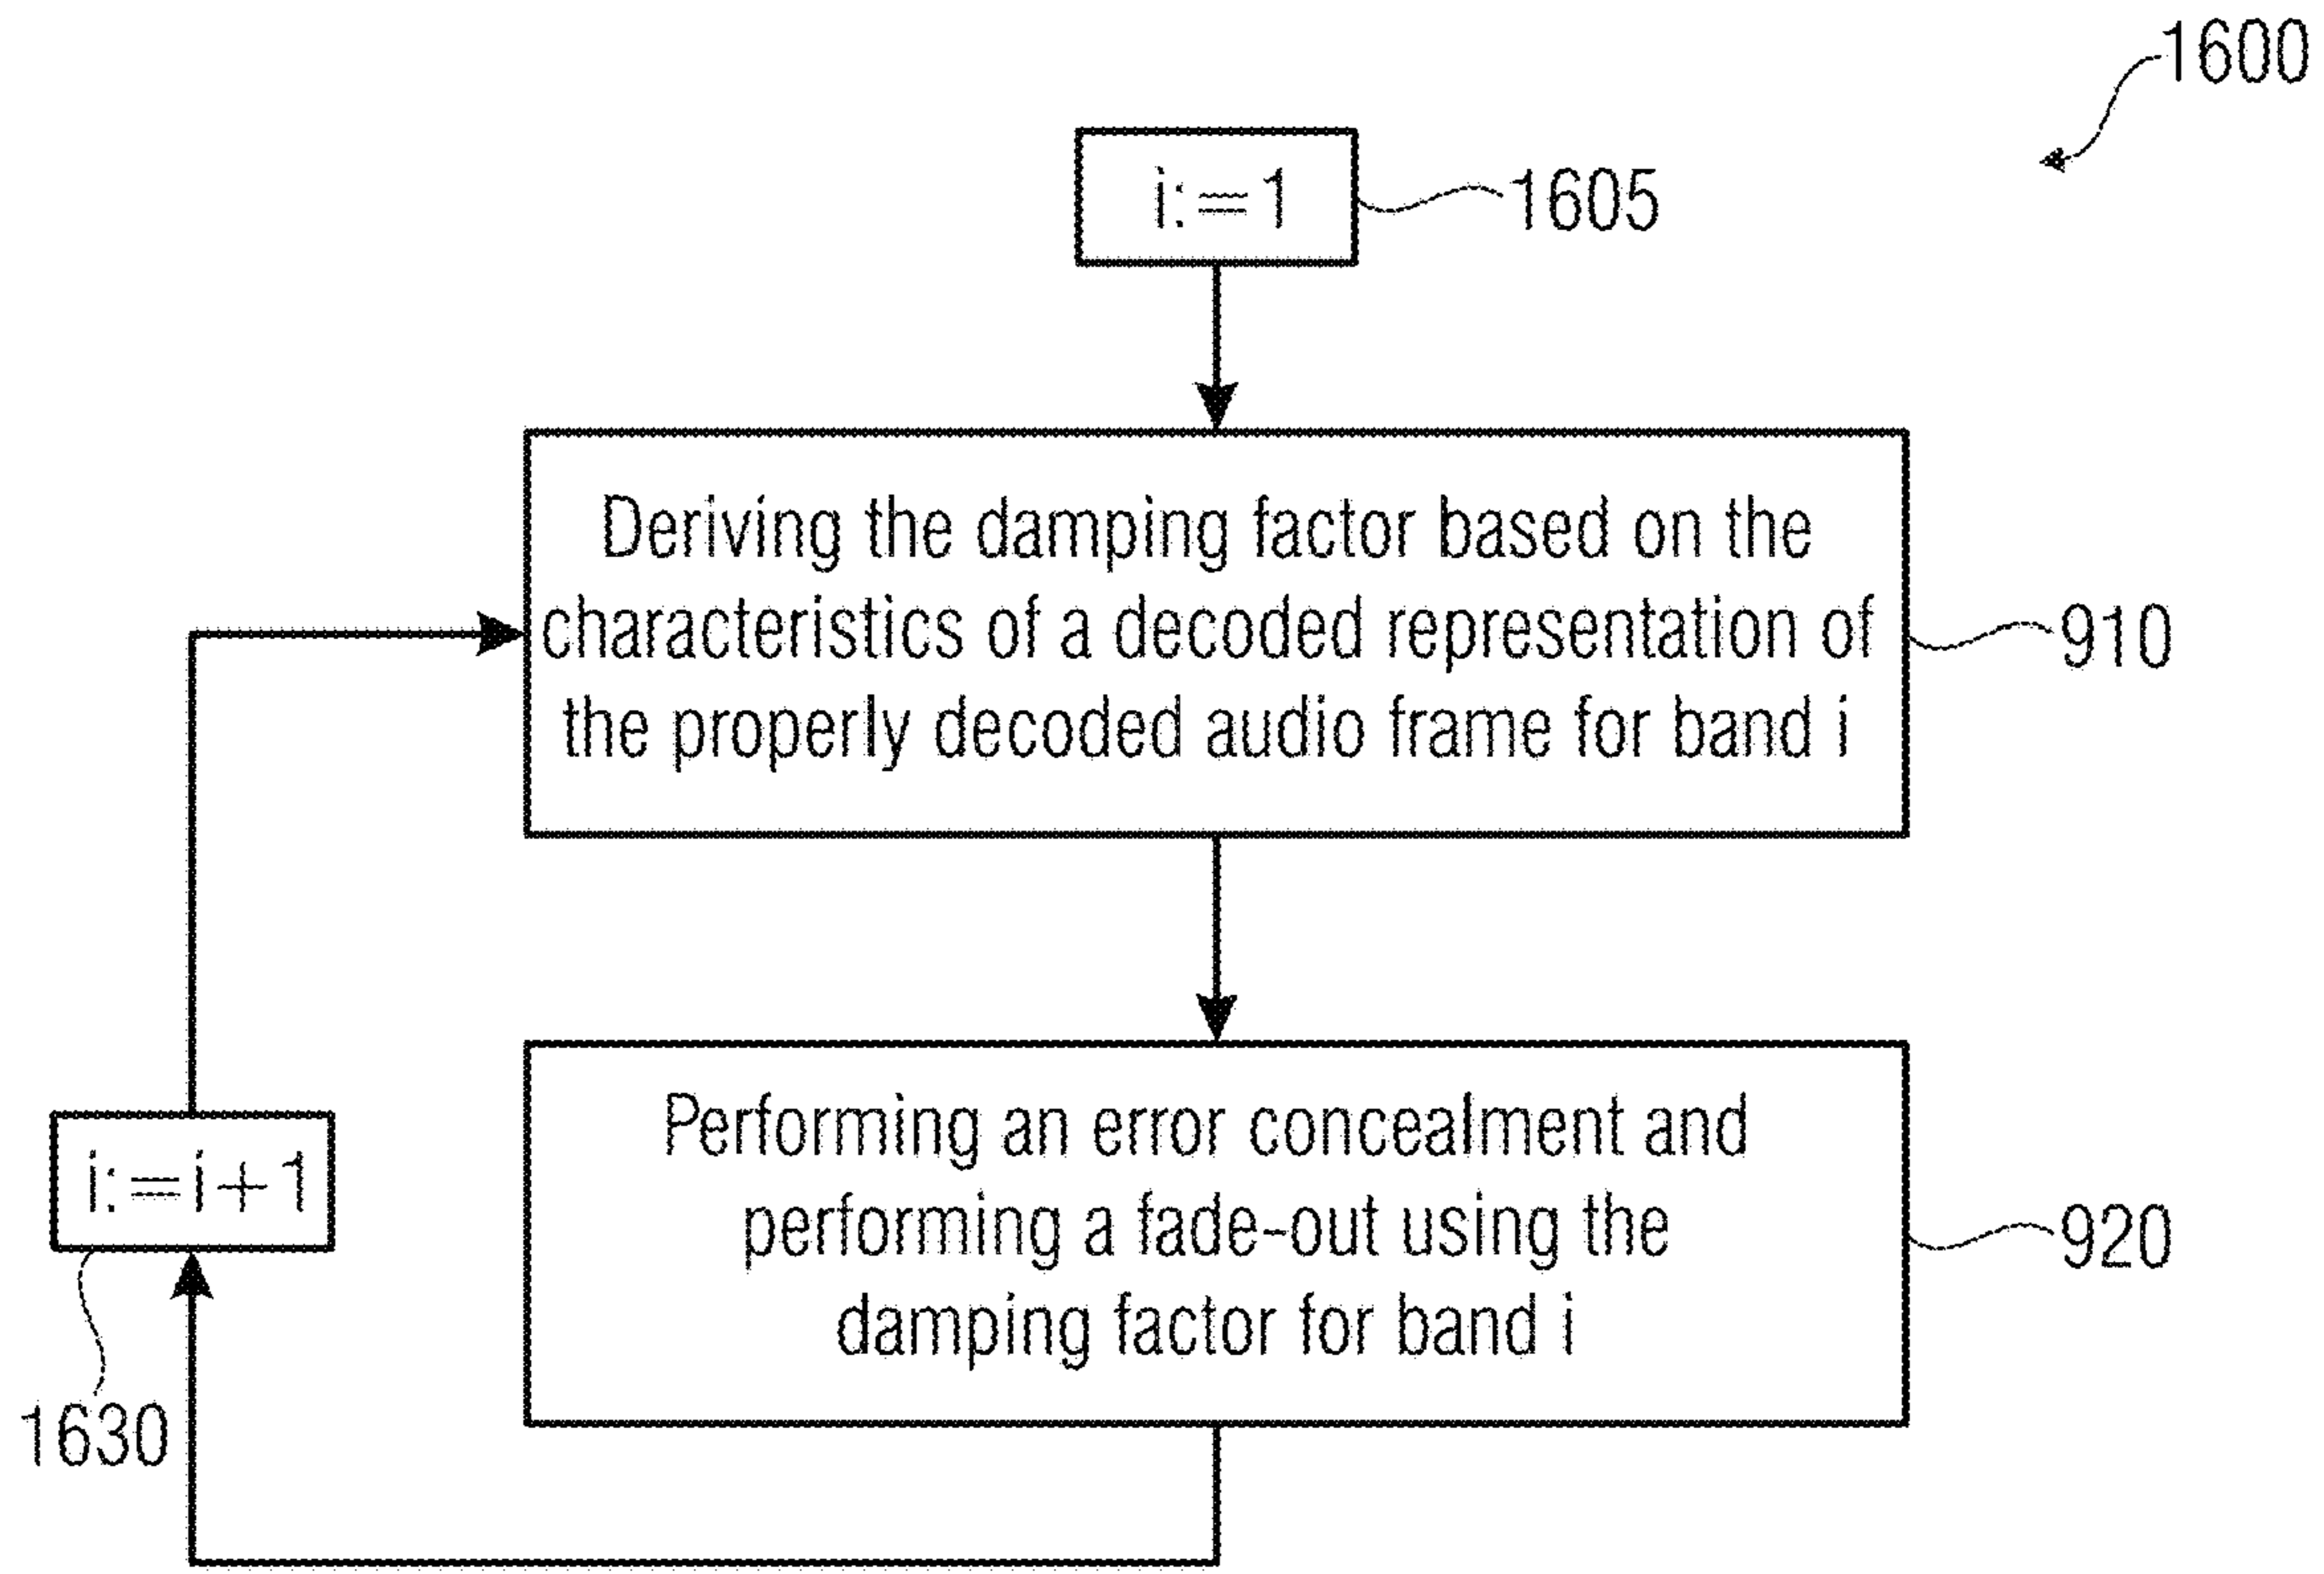 1600
i:=1
1605
Deriving the damping factor based on the
characteristics of a decoded representation of
the properly decoded audio frame for band i
910
Performing an error concealment and
performing a fade-out using the
damping factor for band i
920
i:=i+1
1630